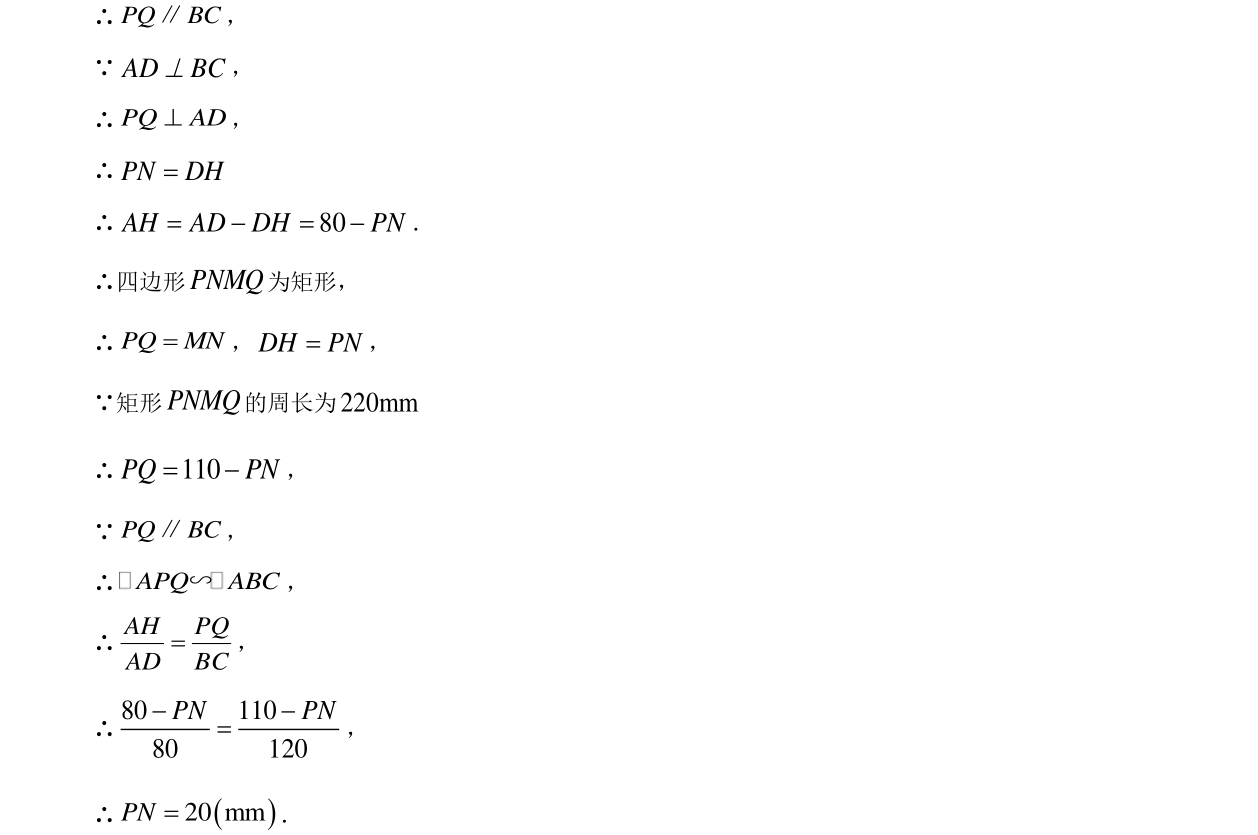 ∴ PQ // BC，
∵ AD ⊥ BC，
∴ PQ ⊥ AD，
∴ PN = DH
∴ AH = AD − DH = 80 − PN .
∴四边形 PNMQ 为矩形，
∴ PQ = MN， DH = PN，
∵矩形 PNMQ 的周长为 220mm
∴ PQ = 110 − PN，
∵ PQ // BC，
∴ □ APQ∽□ ABC，
∴ AH/AD = PQ/BC，
∴ (80 − PN)/80 = (110 − PN)/120，
∴ PN = 20(mm) .